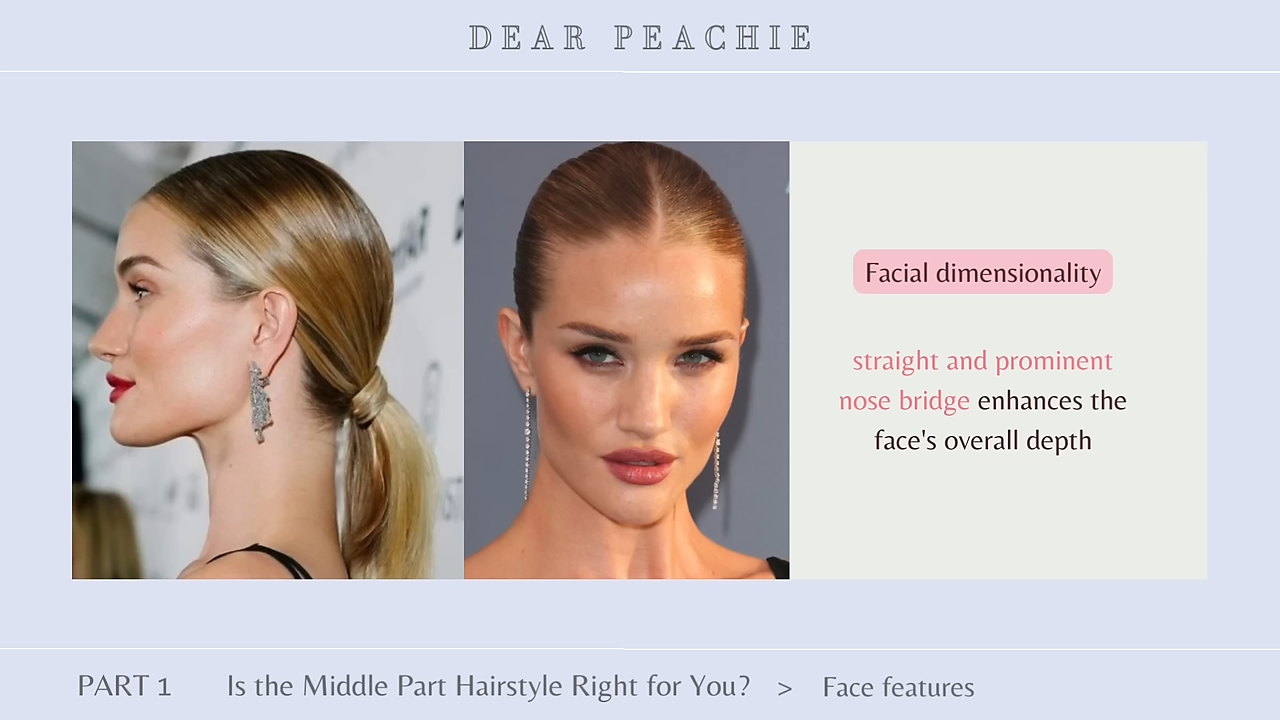 DEAR PEACHIE
Facial dimensionality
straight and prominent
nose bridge enhances the
face's overall depth
PART 1 Is the Middle Part Hairstyle Right for You? > Face features